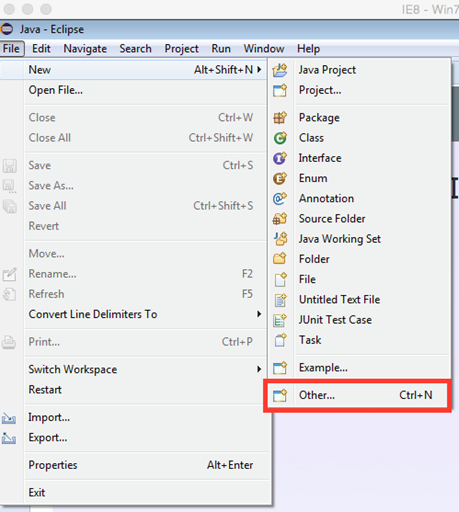 IE8 - Win7
Java - Eclipse
File Edit Navigate Search Project Run Window Help
New Alt+Shift+N
Open File...
Close Ctrl+W
Close All Ctrl+Shift+W
Save Ctrl+S
Save As...
Save All Ctrl+Shift+S
Revert
Move...
Rename... F2
Refresh F5
Convert Line Delimiters To
Print... Ctrl+P
Switch Workspace
Restart
Import...
Export...
Properties Alt+Enter
Exit
Java Project
Project...
Package
Class
Interface
Enum
Annotation
Source Folder
Java Working Set
Folder
File
Untitled Text File
JUnit Test Case
Task
Example...
Other... Ctrl+N